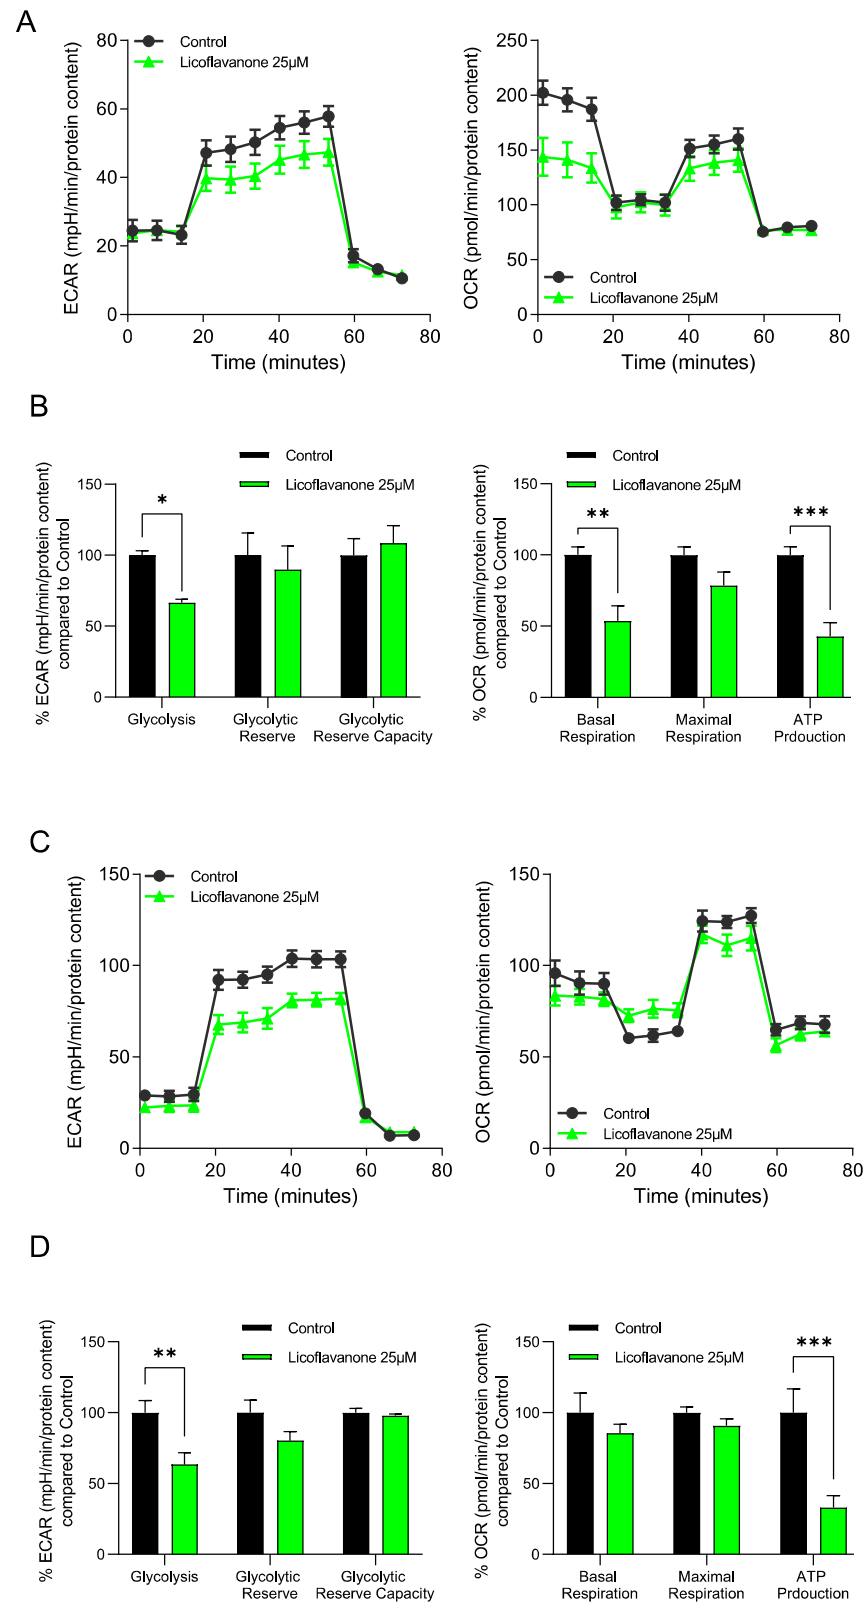 A
Control
Licoflavanone 25µM
ECAR (mpH/min/protein content)
80
60
40
20
0
0 20 40 60 80
Time (minutes)
OCR (pmol/min/protein content)
250
200
150
100
50
0
Control
Licoflavanone 25µM
0 20 40 60 80
Time (minutes)
B
Control
Licoflavanone 25µM
% ECAR (mpH/min/protein content)
compared to Control
150
100
50
0
*
Glycolysis
Glycolytic
Reserve
Glycolytic
Reserve Capacity
Control
Licoflavanone 25µM
% OCR (pmol/min/protein content)
compared to Control
150
100
50
0
**
***
Basal
Respiration
Maximal
Respiration
ATP
Prdouction
C
Control
Licoflavanone 25µM
ECAR (mpH/min/protein content)
150
100
50
0
0 20 40 60 80
Time (minutes)
OCR (pmol/min/protein content)
150
100
50
0
Control
Licoflavanone 25µM
0 20 40 60 80
Time (minutes)
D
Control
Licoflavanone 25µM
% ECAR (mpH/min/protein content)
compared to Control
150
100
50
0
**
Glycolysis
Glycolytic
Reserve
Glycolytic
Reserve Capacity
Control
Licoflavanone 25µM
% OCR (pmol/min/protein content)
compared to Control
150
100
50
0
***
Basal
Respiration
Maximal
Respiration
ATP
Prdouction